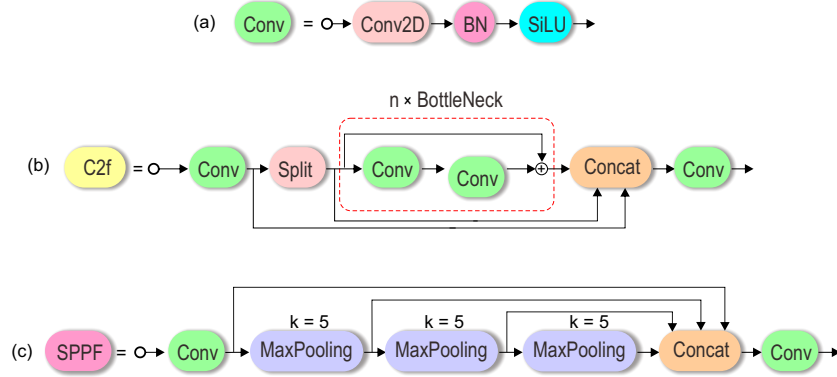 (a) Conv = Conv2D BN SiLU
n × BottleNeck
(b) C2f = Conv Split Conv Conv + Concat Conv
k = 5 k = 5 k = 5
(c) SPPF = Conv MaxPooling MaxPooling MaxPooling Concat Conv